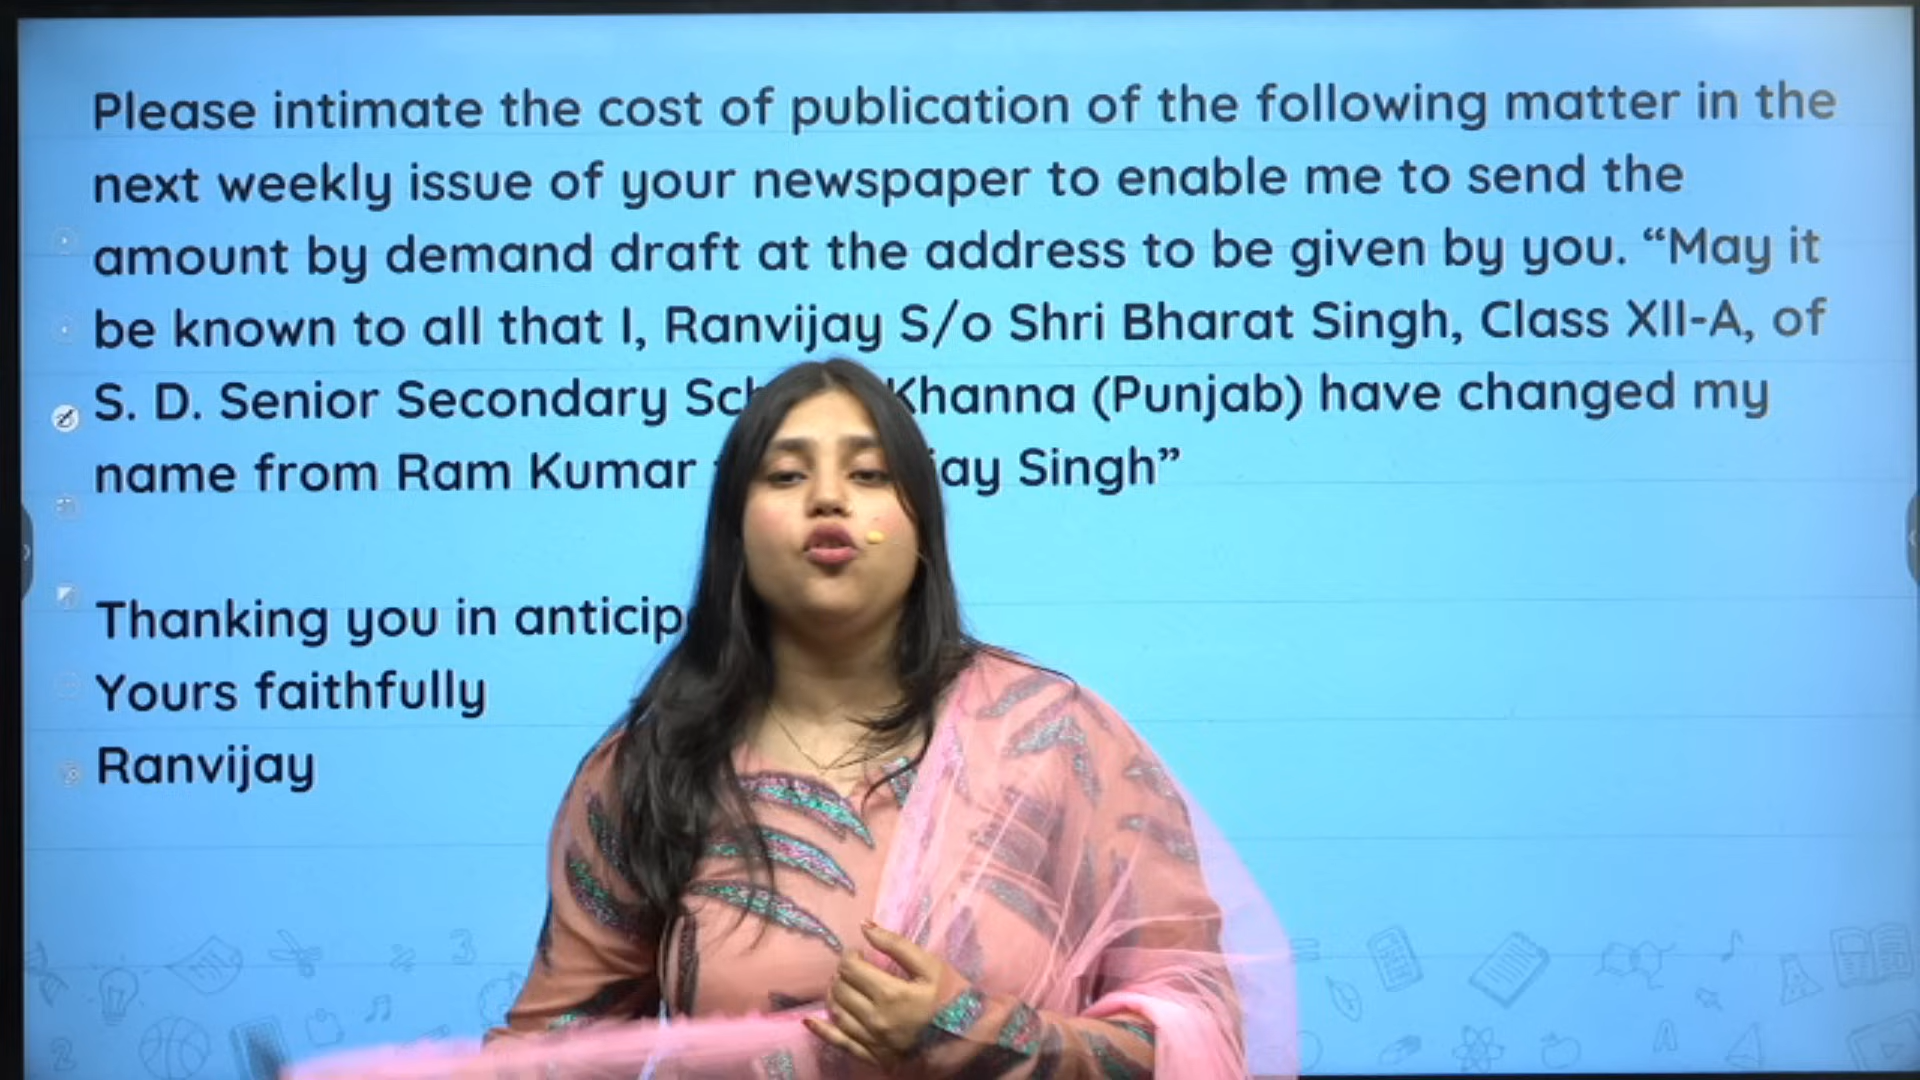 Please intimate the cost of publication of the following matter in the
next weekly issue of your newspaper to enable me to send the
amount by demand draft at the address to be given by you. “May it
be known to all that I, Ranvijay S/o Shri Bharat Singh, Class XII-A, of
S. D. Senior Secondary Khanna (Punjab) have changed my
name from Ram Kumar Singh”
Thanking you in
Yours faithfully
Ranvijay